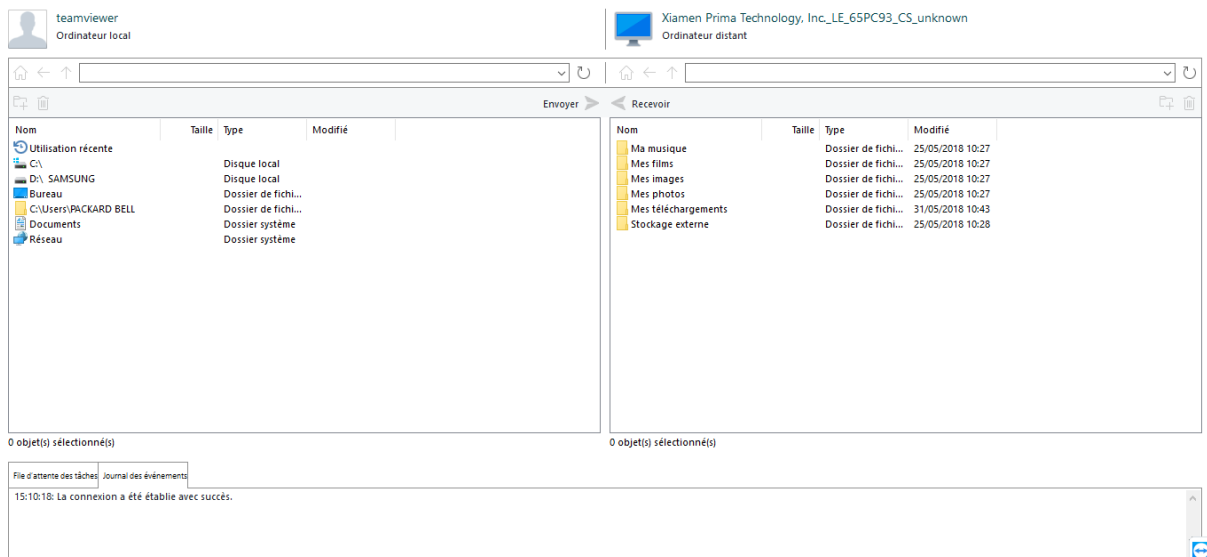 teamviewer
Ordinateur local
Xiamen Prima Technology, Inc._LE_65PC93_CS_unknown
Ordinateur distant
Envoyer
Recevoir
Nom Taille Type Modifié
Utilisation récente
C:\ Disque local
D:\ SAMSUNG Disque local
Bureau Dossier de fichi...
C:\Users\PACKARD BELL Dossier de fichi...
Documents Dossier système
Réseau Dossier système
0 objet(s) sélectionné(s)
Nom Taille Type Modifié
Ma musique Dossier de fichi... 25/05/2018 10:27
Mes films Dossier de fichi... 25/05/2018 10:27
Mes images Dossier de fichi... 25/05/2018 10:27
Mes photos Dossier de fichi... 25/05/2018 10:27
Mes téléchargements Dossier de fichi... 31/05/2018 10:43
Stockage externe Dossier de fichi... 25/05/2018 10:28
0 objet(s) sélectionné(s)
File d'attente des tâches Journal des événements
15:10:18: La connexion a été établie avec succès.